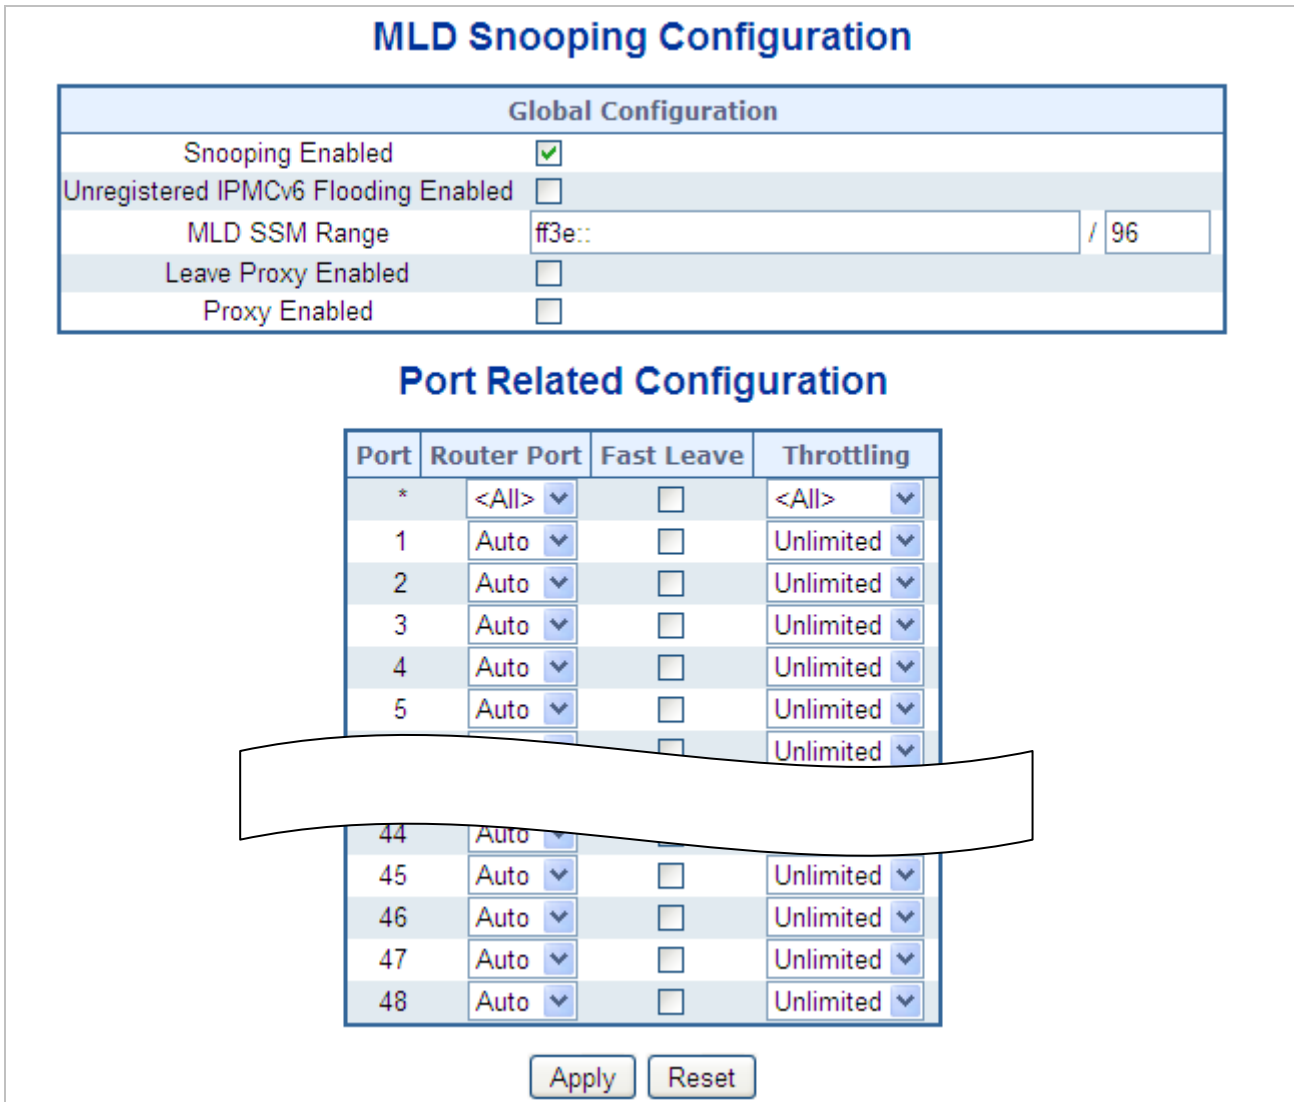 MLD Snooping Configuration
Global Configuration
Snooping Enabled
Unregistered IPMCv6 Flooding Enabled
MLD SSM Range ff3e:: / 96
Leave Proxy Enabled
Proxy Enabled
Port Related Configuration
Port Router Port Fast Leave Throttling
* <All> <All>
1 Auto Unlimited
2 Auto Unlimited
3 Auto Unlimited
4 Auto Unlimited
5 Auto Unlimited
Unlimited
44 Auto
45 Auto Unlimited
46 Auto Unlimited
47 Auto Unlimited
48 Auto Unlimited
Apply Reset